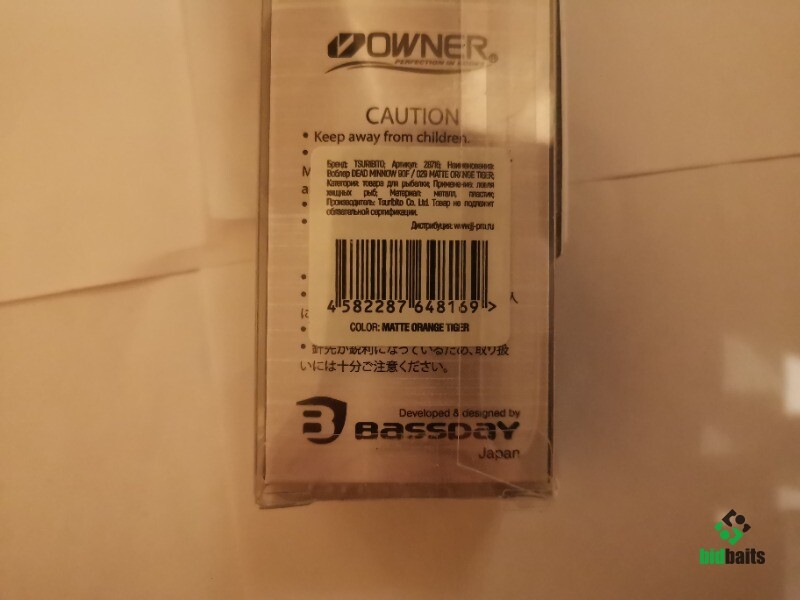 OWNER®
PERFECTION IN HOOKS
CAUTION
• Keep away from children.
Бренд: TSURIBITO; Артикул: 28716; Наименование:
Воблер DEAD MINNOW 90F / 029 MATTE ORANGE TIGER;
Категория: товара для рыбалки; Применение: ловля
хищных рыб; Материал: металл, пластик;
Производитель: Tsuribito Co. Ltd. Товар не подлежит
обязательной сертификации.
Дистрибуция: www.jj-pro.ru
4 582287 648169 >
COLOR: MATTE ORANGE TIGER
• 針先が鋭利になっているため、取り扱
いには十分ご注意ください。
Developed & designed by
B BASSDAY
Japan
bidbaits